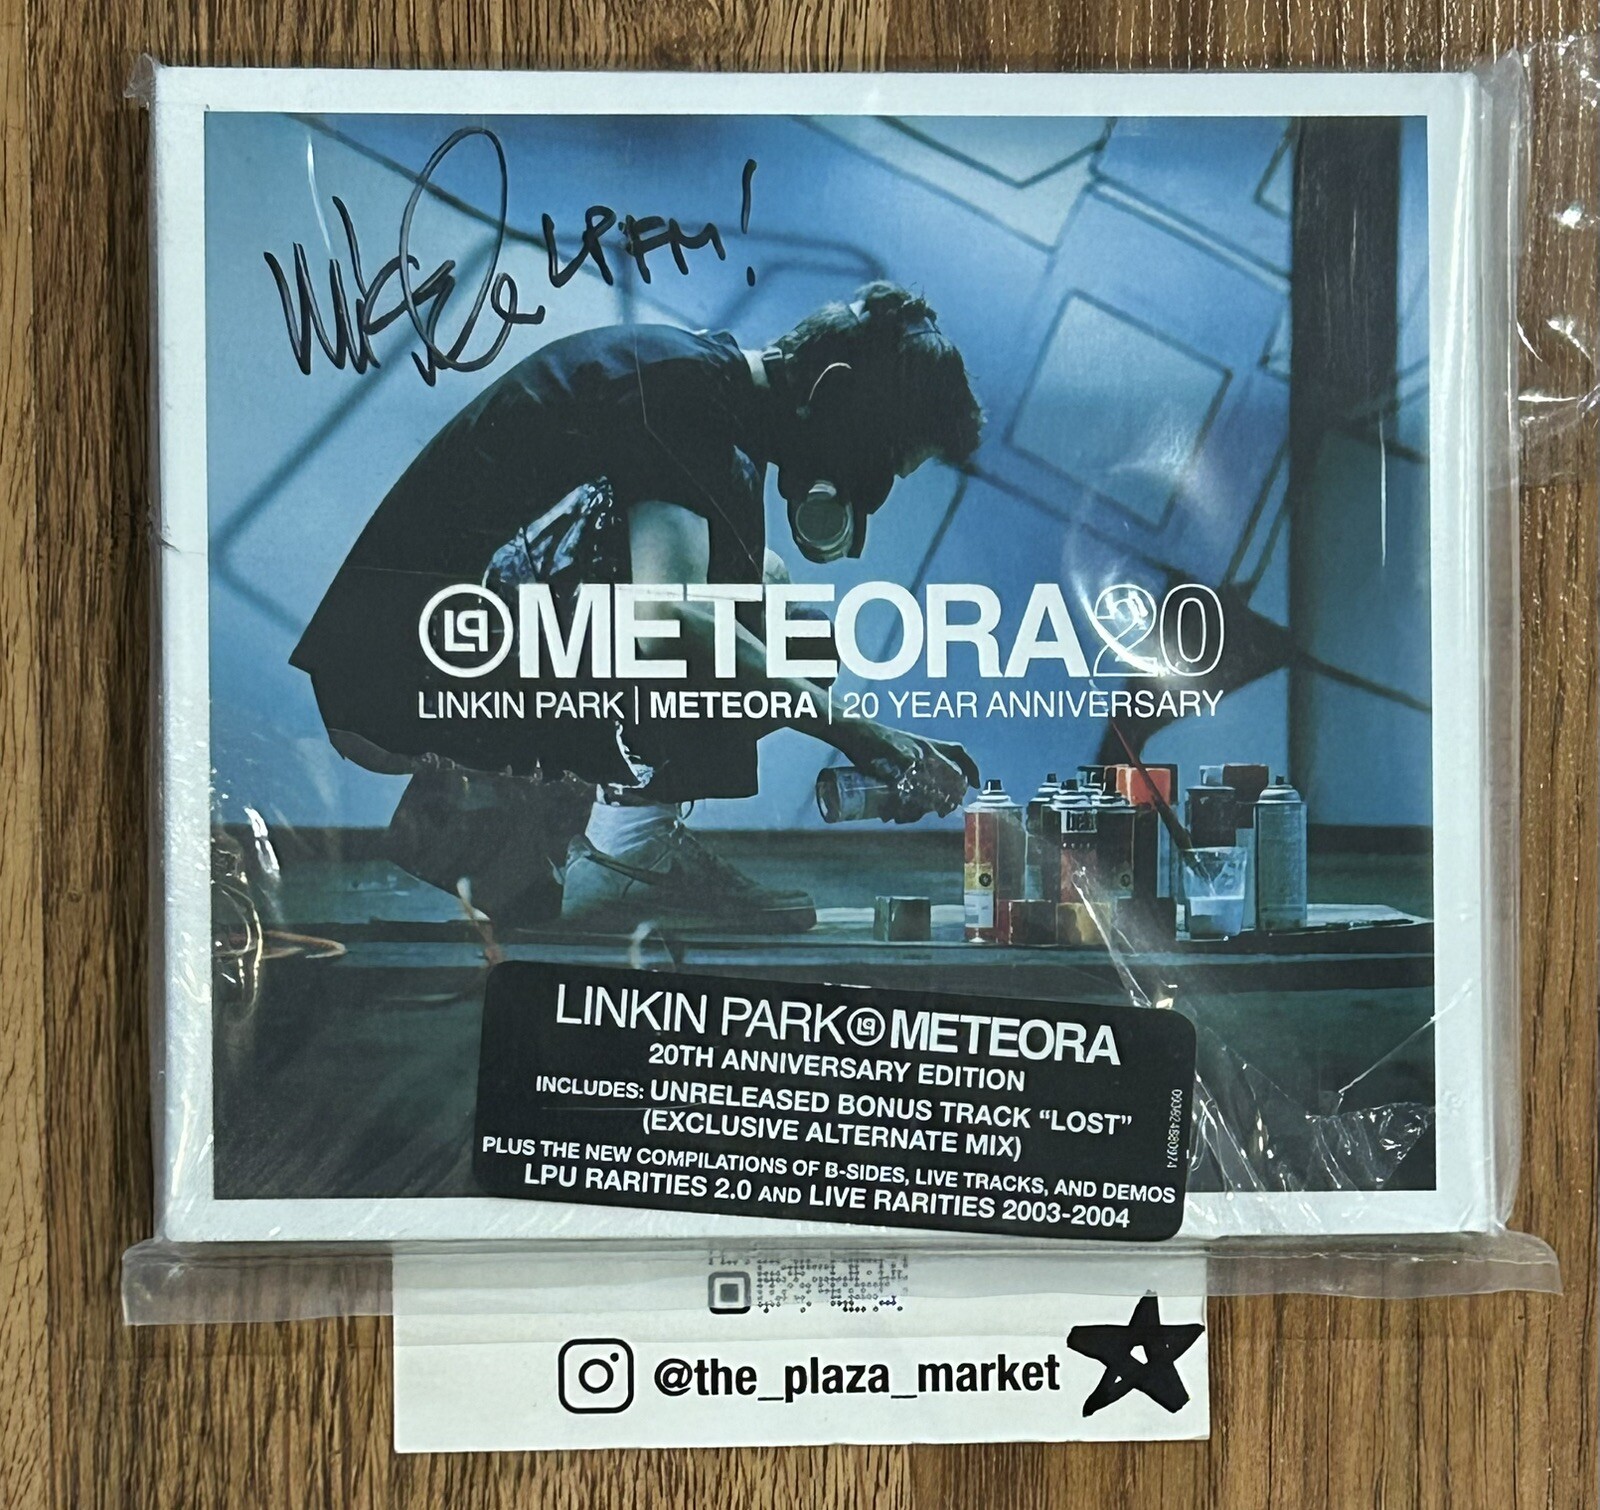 LPFM!
LP METEORA20
LINKIN PARK | METEORA | 20 YEAR ANNIVERSARY
LINKIN PARK LP METEORA
20TH ANNIVERSARY EDITION
INCLUDES: UNRELEASED BONUS TRACK “LOST”
(EXCLUSIVE ALTERNATE MIX)
PLUS THE NEW COMPILATIONS OF B-SIDES, LIVE TRACKS, AND DEMOS
LPU RARITIES 2.0 AND LIVE RARITIES 2003-2004
@the_plaza_market